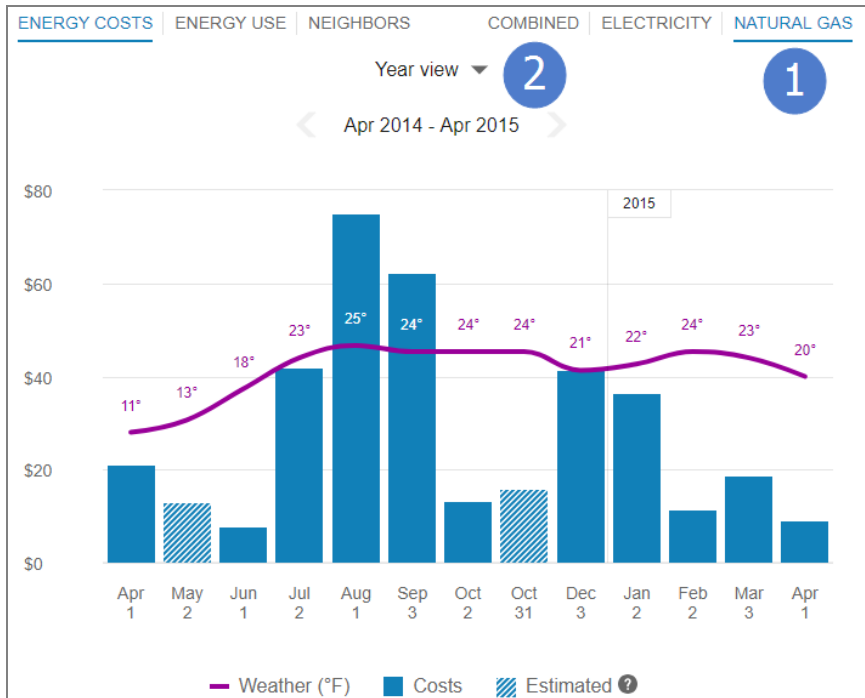 ENERGY COSTS ENERGY USE NEIGHBORS COMBINED ELECTRICITY NATURAL GAS
Year view 2 1
Apr 2014 - Apr 2015
$80
2015
$60
25° 24° 24° 24° 24°
23° 21° 22° 23°
18° 20°
$40
13°
11°
$20
$0
Apr May Jun Jul Aug Sep Oct Oct Dec Jan Feb Mar Apr
1 2 1 2 1 3 2 31 3 2 2 3 1
Weather (°F) Costs Estimated ?